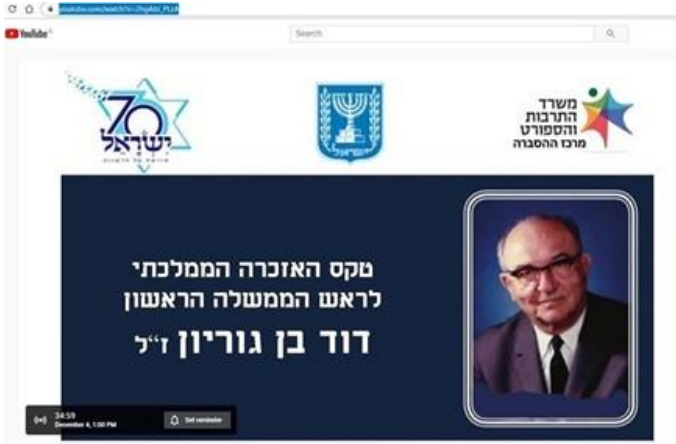 YouTube
Search
70
ישראל
ישראל
משרד
התרבות
והספורט
מרכז ההסברה
טקס האזכרה הממלכתי
לראש הממשלה הראשון
דוד בן גוריון ז״ל
34:59
December 4, 1:00 PM
Set reminder